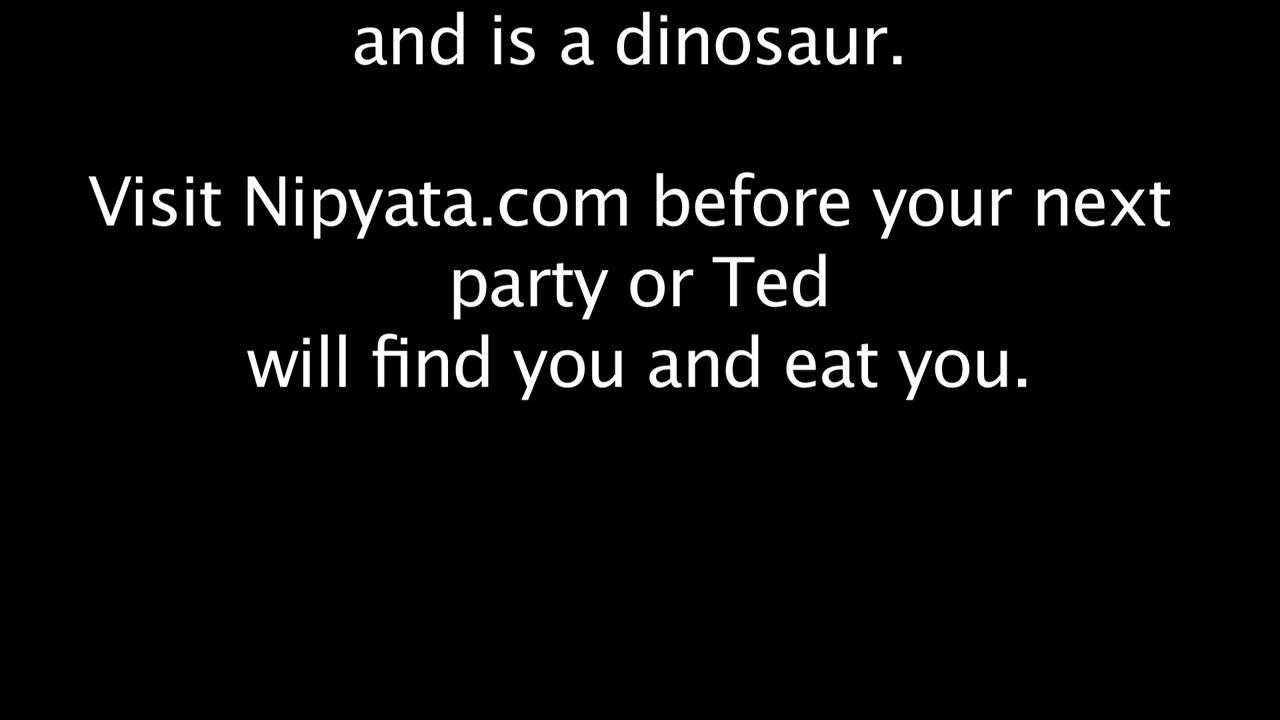 and is a dinosaur.
Visit Nipyata.com before your next
party or Ted
will find you and eat you.